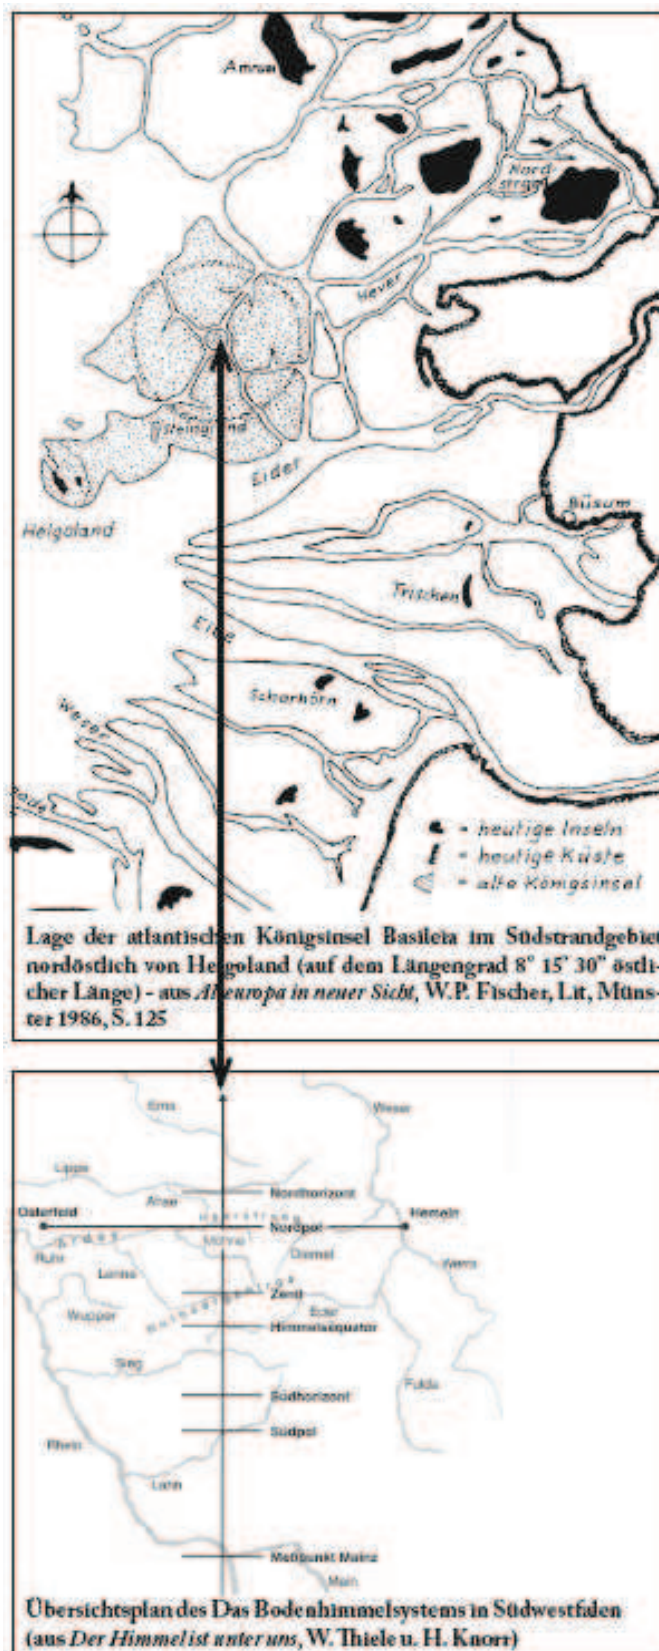 Amrum
Nord-
strand
Hever
Steingrund
Eider
Helgoland
Büsum
Trischen
Elbe
Scharhörn
Weser
= heutige Inseln
= heutige Küste
= alte Königsinsel
Lage der atlantischen Königsinsel Basileia im Südstrandgebiet
nordöstlich von Helgoland (auf dem Längengrad 8° 15' 30" östli-
cher Länge) - aus Alteuropa in neuer Sicht, W.P. Fischer, Lit, Müns-
ter 1986, S. 125
Ems
Weser
Lippe
Ahse
Nordhorizont
Haarstrang
Osterfeld
Nordpol
Hemeln
Möhne
Ruhr
Diemel
Lenne
Werra
Zenit
Wupper
Eder
Himmelsäquator
Sieg
Fulda
Südhorizont
Südpol
Rhein
Lahn
Meßpunkt Mainz
Main
Übersichtsplan des Das Bodenhimmelsystems in Südwestfalen
(aus Der Himmel ist unter uns, W. Thiele u. H. Knorr)